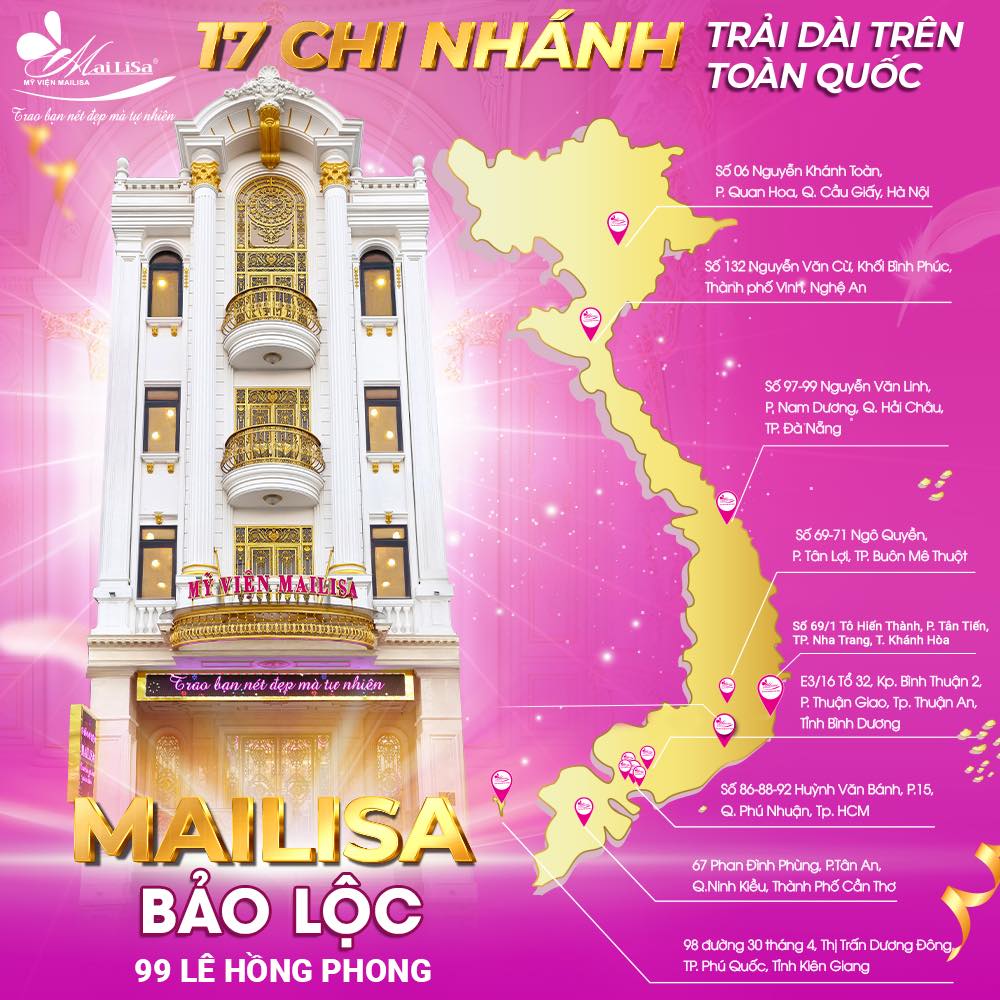 MaiLiSa®
MỸ VIỆN MAILISA
Trao bạn nét đẹp mà tự nhiên
17 CHI NHÁNH
TRẢI DÀI TRÊN
TOÀN QUỐC
Số 06 Nguyễn Khánh Toàn,
P. Quan Hoa, Q. Cầu Giấy, Hà Nội
Số 132 Nguyễn Văn Cừ, Khối Bình Phúc,
Thành phố Vinh, Nghệ An
Số 97-99 Nguyễn Văn Linh,
P, Nam Dương, Q. Hải Châu,
TP. Đà Nẵng
Số 69-71 Ngô Quyền,
P. Tân Lợi, TP. Buôn Mê Thuột
Số 69/1 Tô Hiến Thành, P. Tân Tiến,
TP. Nha Trang, T. Khánh Hòa
E3/16 Tổ 32, Kp. Bình Thuận 2,
P. Thuận Giao, Tp. Thuận An,
Tỉnh Bình Dương
Số 86-88-92 Huỳnh Văn Bánh, P.15,
Q. Phú Nhuận, Tp. HCM
67 Phan Đình Phùng, P.Tân An,
Q.Ninh Kiều, Thành Phố Cần Thơ
98 đường 30 tháng 4, Thị Trấn Dương Đông,
TP. Phú Quốc, Tỉnh Kiên Giang
MỸ VIỆN MAILISA
Trao bạn nét đẹp mà tự nhiên
MAILISA
BẢO LỘC
99 LÊ HỒNG PHONG